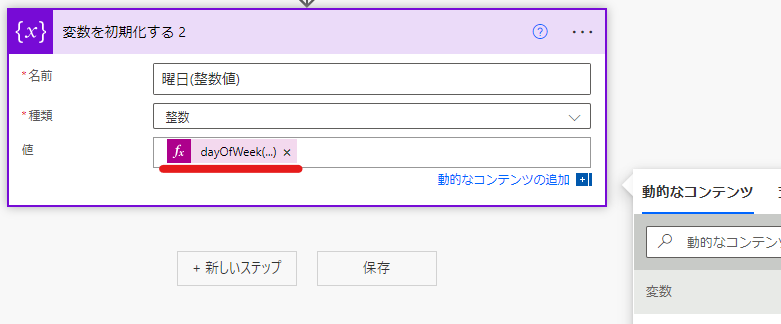 {x} 変数を初期化する 2 ? ...
*名前 曜日(整数値)
*種類 整数
値 fx dayOfWeek(...) ×
動的なコンテンツの追加 +
+ 新しいステップ 保存
動的なコンテンツ
動的なコンテン
変数